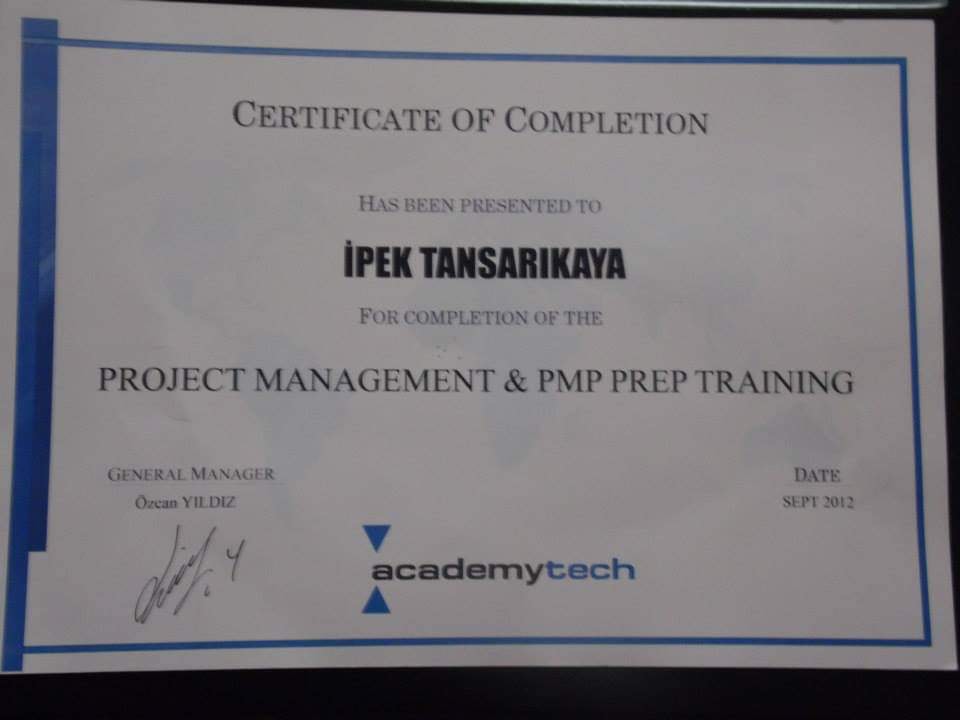 CERTIFICATE OF COMPLETION
HAS BEEN PRESENTED TO
İPEK TANSARIKAYA
FOR COMPLETION OF THE
PROJECT MANAGEMENT & PMP PREP TRAINING
GENERAL MANAGER
Özcan YILDIZ
DATE
SEPT 2012
academytech